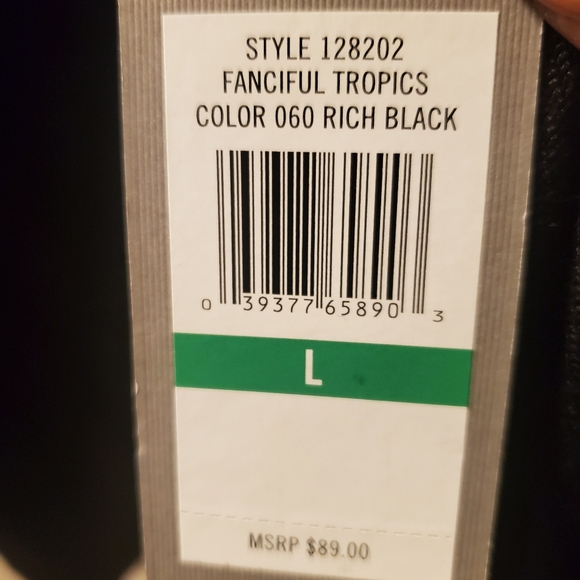 STYLE 128202
FANCIFUL TROPICS
COLOR 060 RICH BLACK
0 39377 65890 3
L
MSRP $89.00